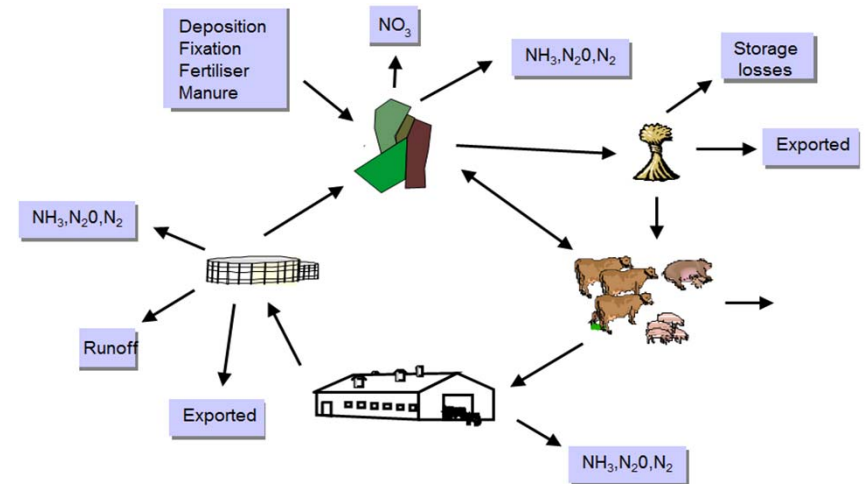 Deposition
Fixation
Fertiliser
Manure
NO₃
NH₃,N₂0,N₂
Storage
losses
Exported
NH₃,N₂0,N₂
Runoff
Exported
NH₃,N₂0,N₂